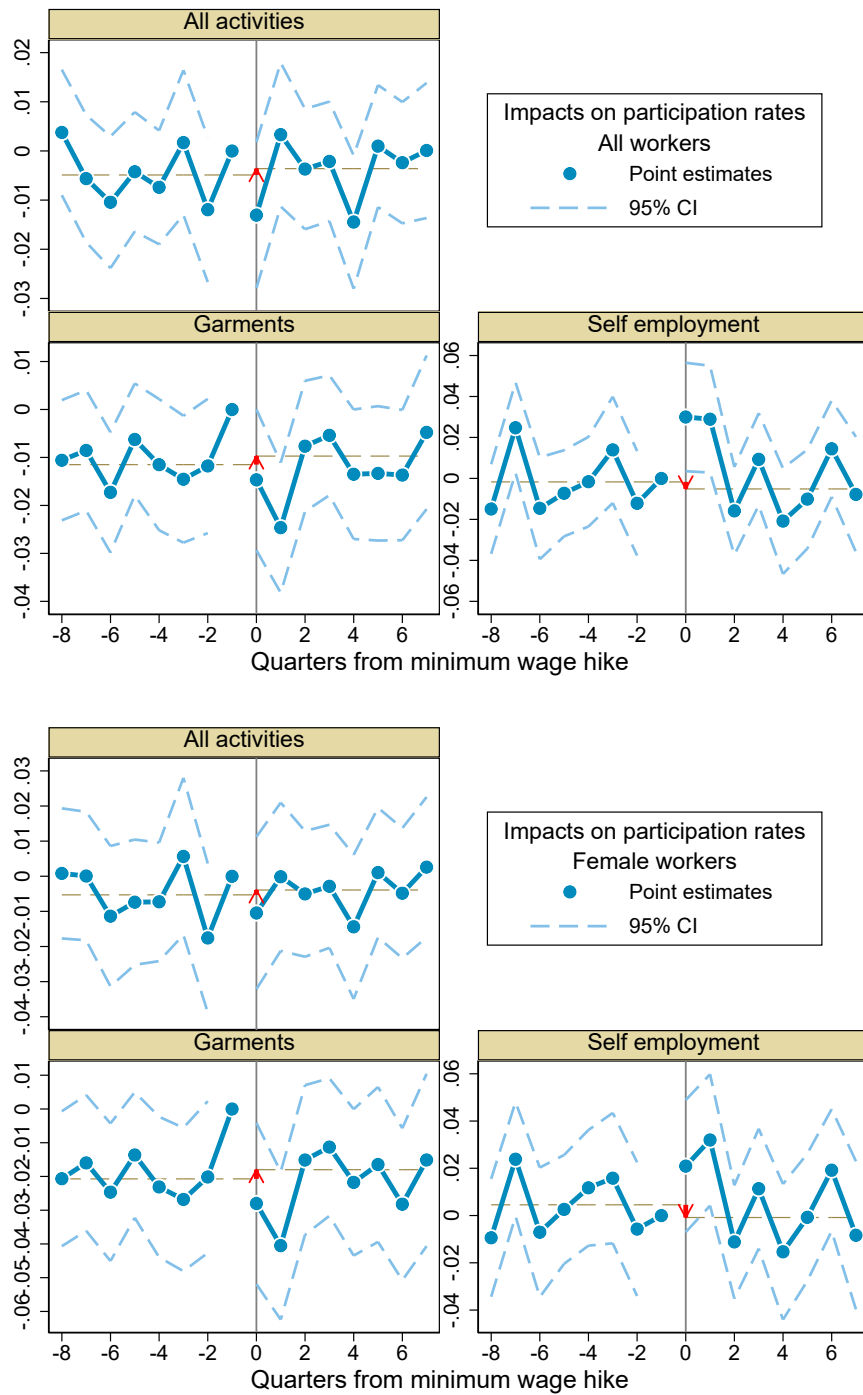 All activities
.02
.01
0
-.01
-.02
-.03
Impacts on participation rates
All workers
Point estimates
95% CI
Garments
.01
0
-.01
-.02
-.03
-.04
-8 -6 -4 -2 0 2 4 6
Self employment
.06
.04
.02
0
-.02
-.04
-.06
-8 -6 -4 -2 0 2 4 6
Quarters from minimum wage hike
All activities
.03
.02
.01
0
-.01
-.02
-.03
-.04
Impacts on participation rates
Female workers
Point estimates
95% CI
Garments
.01
0
-.01
-.02
-.03
-.04
-.05
-.06
-8 -6 -4 -2 0 2 4 6
Self employment
.06
.04
.02
0
-.02
-.04
-8 -6 -4 -2 0 2 4 6
Quarters from minimum wage hike